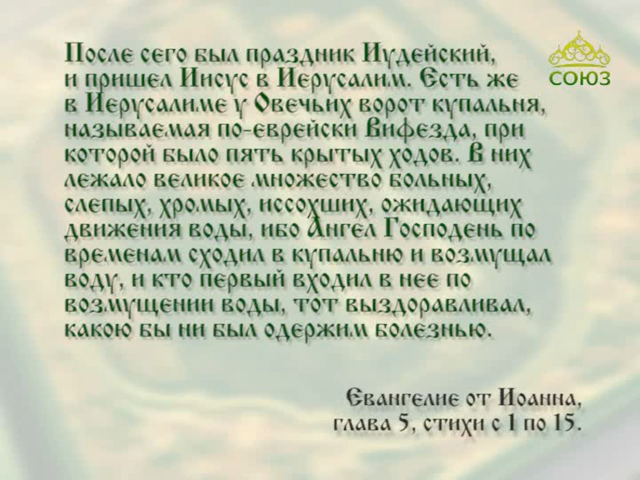 После сего был праздник Иудейский,
и пришел Иисус в Иерусалим. Есть же
в Иерусалиме у Овечьих ворот купальня,
называемая по-еврейски Вифезда, при
которой было пять крытых ходов. В них
лежало великое множество больных,
слепых, хромых, иссохших, ожидающих
движения воды, ибо Ангел Господень по
временам сходил в купальню и возмущал
воду, и кто первый входил в нее по
возмущении воды, тот выздоравливал,
какою бы ни был одержим болезнью.
Евангелие от Иоанна,
глава 5, стихи с 1 по 15.
СОЮЗ